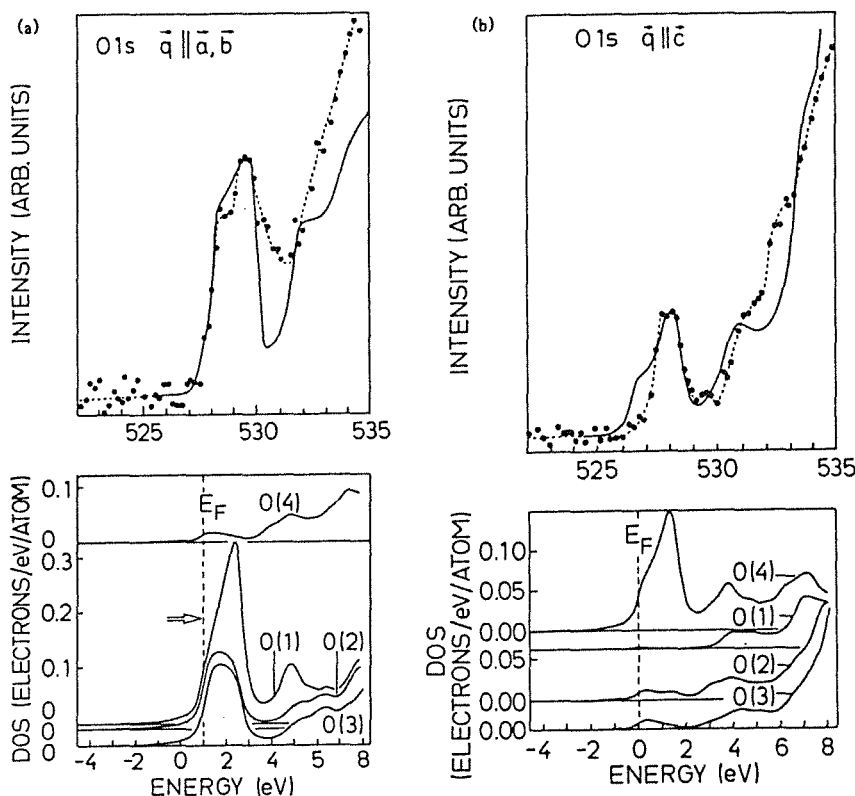 (a)
O1s q⃗ ∥ a⃗, b⃗
INTENSITY (ARB. UNITS)
525 530 535
0.1
0
E_F
O(4)
0.3
0.2
0.1
0
0
0
O(1)
O(2)
O(3)
DOS (ELECTRONS/eV/ATOM)
-4 -2 0 2 4 6 8
ENERGY (eV)
(b)
O1s q⃗ ∥ c⃗
INTENSITY (ARB. UNITS)
525 530 535
E_F
0.10
0.05
0.00
0.05
0.00
0.00
O(4)
O(1)
O(2)
O(3)
DOS
(ELECTRONS/eV/ATOM)
-4 -2 0 2 4 6 8
ENERGY (eV)